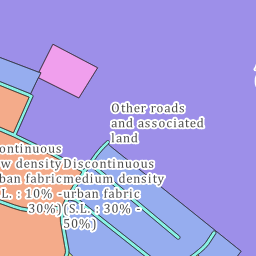 Other roads
and associated
land
ontinuous
w density
ban fabric
L. : 10% -
30%)
Discontinuous
medium density
urban fabric
(S.L. : 30% -
50%)